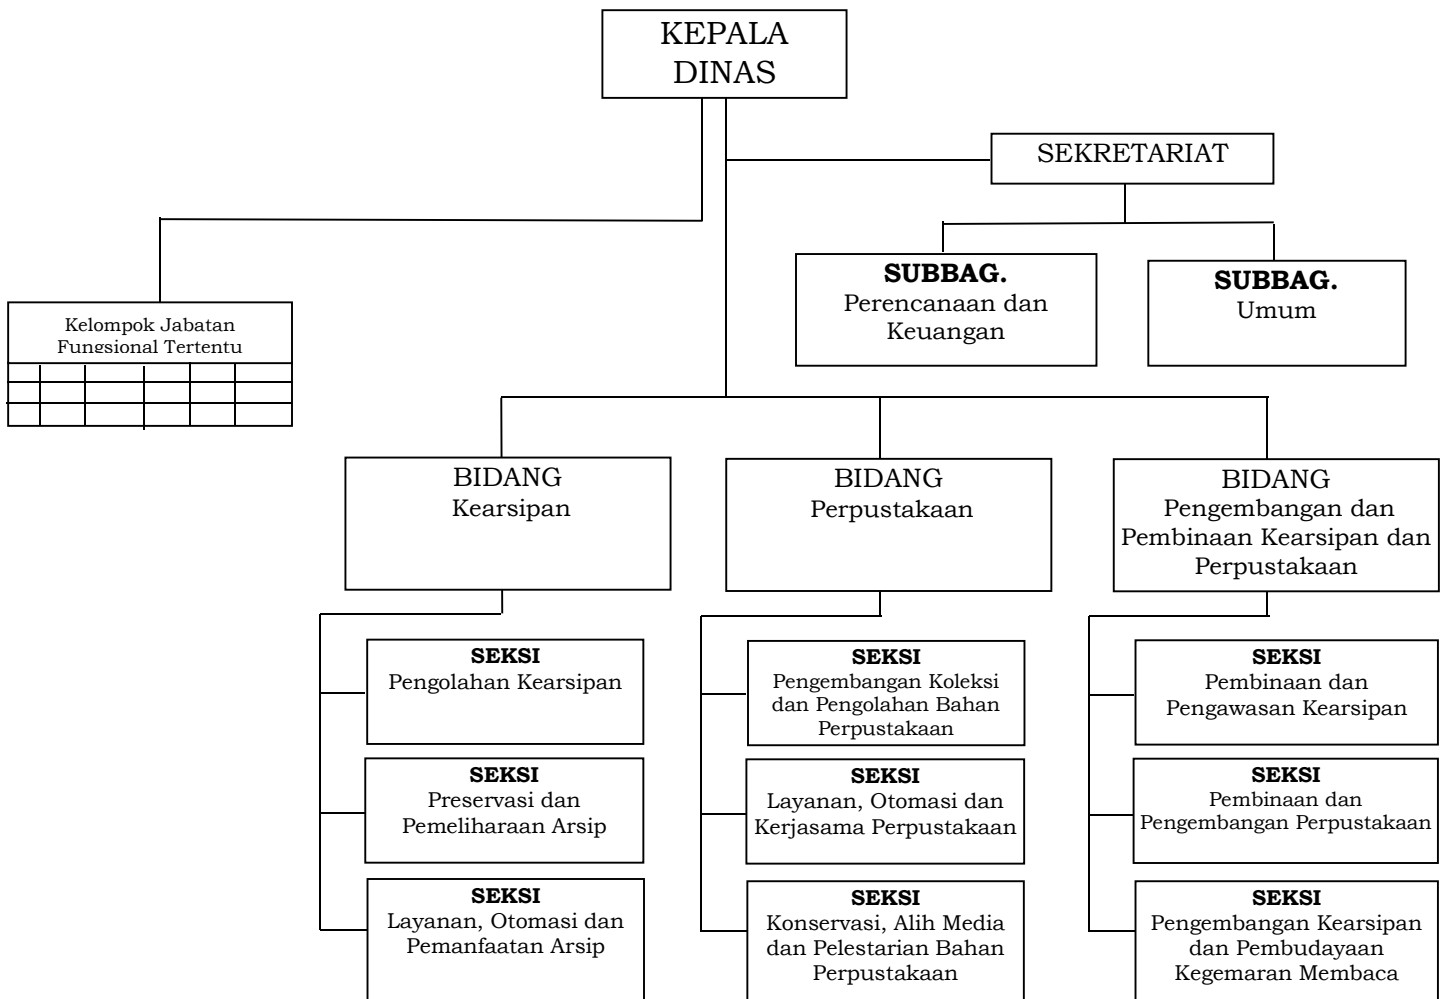 KEPALA
DINAS
SEKRETARIAT
SUBBAG.
Perencanaan dan
Keuangan
SUBBAG.
Umum
Kelompok Jabatan
Fungsional Tertentu
BIDANG
Kearsipan
BIDANG
Perpustakaan
BIDANG
Pengembangan dan
Pembinaan Kearsipan dan
Perpustakaan
SEKSI
Pengolahan Kearsipan
SEKSI
Preservasi dan
Pemeliharaan Arsip
SEKSI
Layanan, Otomasi dan
Pemanfaatan Arsip
SEKSI
Pengembangan Koleksi
dan Pengolahan Bahan
Perpustakaan
SEKSI
Layanan, Otomasi dan
Kerjasama Perpustakaan
SEKSI
Konservasi, Alih Media
dan Pelestarian Bahan
Perpustakaan
SEKSI
Pembinaan dan
Pengawasan Kearsipan
SEKSI
Pembinaan dan
Pengembangan Perpustakaan
SEKSI
Pengembangan Kearsipan
dan Pembudayaan
Kegemaran Membaca